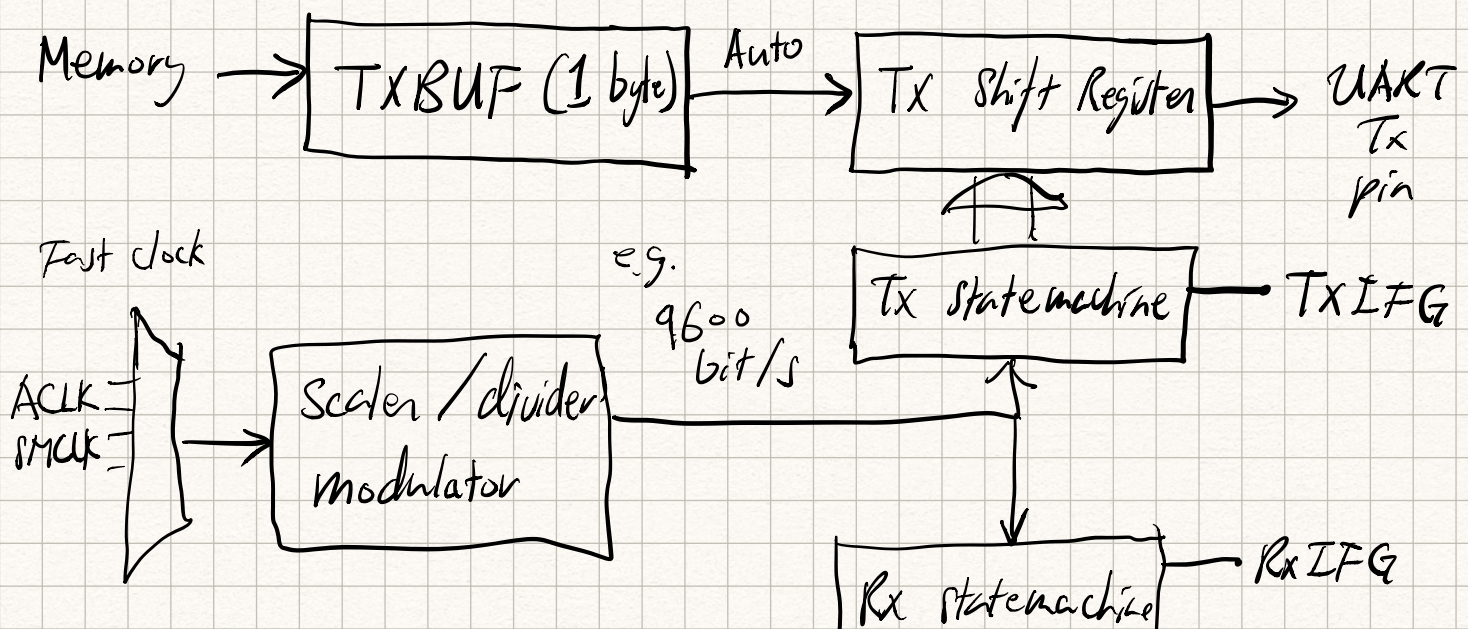 Memory
TXBUF (1 byte)
Auto
Tx Shift Register
UART
Tx
pin
Fast clock
e.g.
9600
bit/s
Tx statemachine
TXIFG
ACLK
SMCLK
Scaler / divider
modulator
Rx statemachine
RxIFG